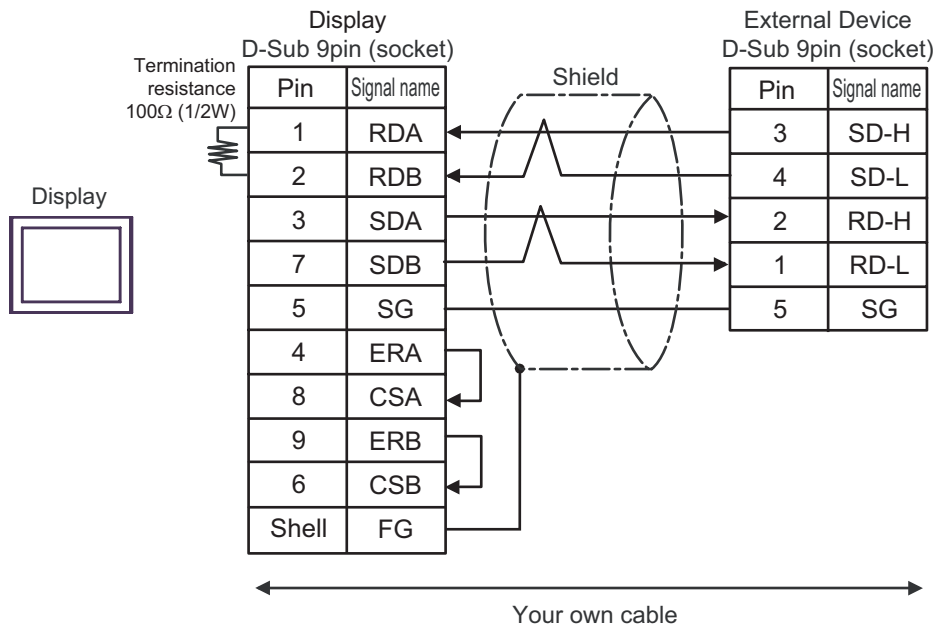 Display
D-Sub 9pin (socket)
External Device
D-Sub 9pin (socket)
Termination
resistance
100Ω (1/2W)
Shield
Display
Pin Signal name
1 RDA
2 RDB
3 SDA
7 SDB
5 SG
4 ERA
8 CSA
9 ERB
6 CSB
Shell FG
Pin Signal name
3 SD-H
4 SD-L
2 RD-H
1 RD-L
5 SG
Your own cable